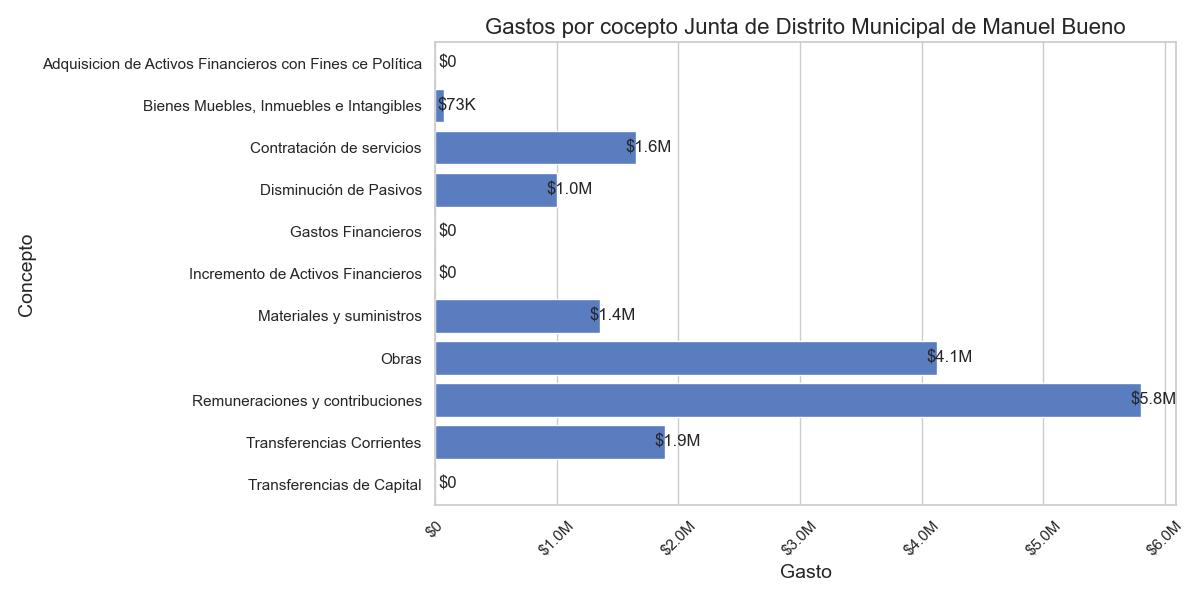 Gastos por cocepto Junta de Distrito Municipal de Manuel Bueno
Concepto
Adquisicion de Activos Financieros con Fines ce Política $0
Bienes Muebles, Inmuebles e Intangibles $73K
Contratación de servicios $1.6M
Disminución de Pasivos $1.0M
Gastos Financieros $0
Incremento de Activos Financieros $0
Materiales y suministros $1.4M
Obras $4.1M
Remuneraciones y contribuciones $5.8M
Transferencias Corrientes $1.9M
Transferencias de Capital $0
$0 $1.0M $2.0M $3.0M $4.0M $5.0M $6.0M
Gasto